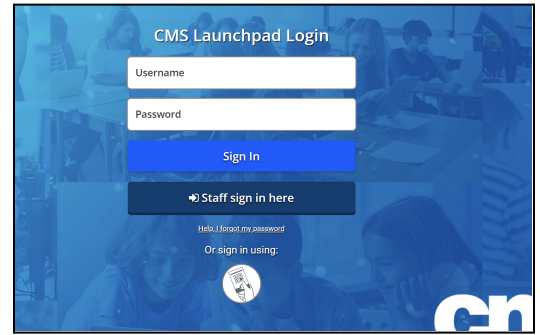 CMS Launchpad Login
Username
Password
Sign In
Staff sign in here
Help, I forgot my password
Or sign in using:
cm